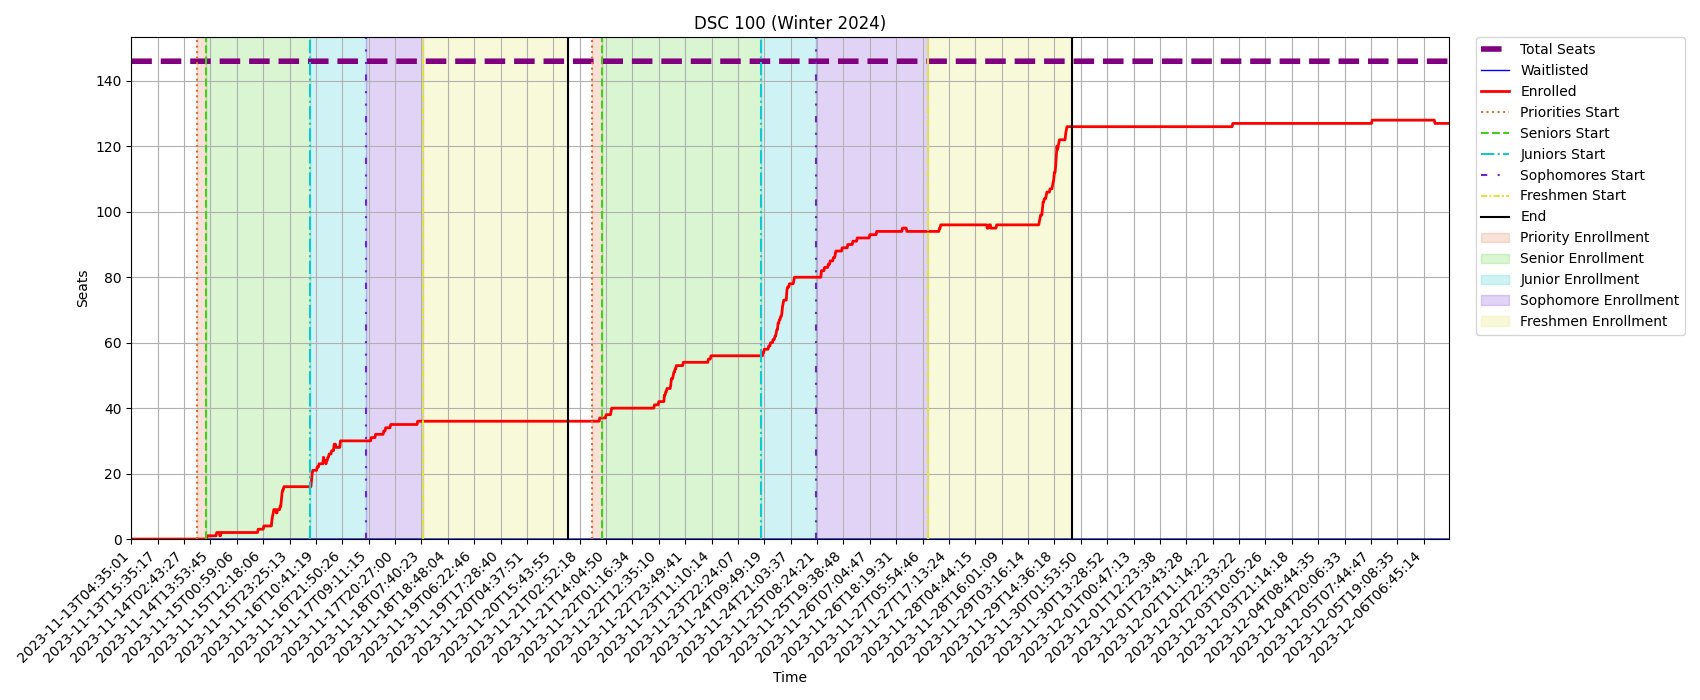 DSC 100 (Winter 2024)
Seats
140
120
100
80
60
40
20
0
2023-11-13T04:35:01
2023-11-13T15:35:17
2023-11-14T02:43:27
2023-11-14T13:53:45
2023-11-15T00:59:06
2023-11-15T12:18:06
2023-11-15T23:25:13
2023-11-16T10:41:19
2023-11-16T21:50:26
2023-11-17T09:11:15
2023-11-17T20:27:00
2023-11-18T07:40:23
2023-11-18T18:48:04
2023-11-19T06:22:46
2023-11-19T17:28:40
2023-11-20T04:37:51
2023-11-20T15:43:55
2023-11-21T02:52:18
2023-11-21T14:04:50
2023-11-22T01:16:34
2023-11-22T12:35:10
2023-11-22T23:49:41
2023-11-23T11:10:14
2023-11-23T22:24:07
2023-11-24T09:49:19
2023-11-24T21:03:37
2023-11-25T08:24:21
2023-11-25T19:38:48
2023-11-26T07:04:47
2023-11-26T18:19:31
2023-11-27T05:54:46
2023-11-27T17:13:24
2023-11-28T04:44:15
2023-11-28T16:01:09
2023-11-29T03:16:14
2023-11-29T14:36:18
2023-11-30T01:53:50
2023-11-30T13:28:52
2023-12-01T00:47:13
2023-12-01T12:23:38
2023-12-01T23:43:28
2023-12-02T11:14:22
2023-12-02T22:33:22
2023-12-03T10:05:26
2023-12-03T21:14:18
2023-12-04T08:44:35
2023-12-04T20:06:33
2023-12-05T07:44:47
2023-12-05T19:08:35
2023-12-06T06:45:14
Time
Total Seats
Waitlisted
Enrolled
Priorities Start
Seniors Start
Juniors Start
Sophomores Start
Freshmen Start
End
Priority Enrollment
Senior Enrollment
Junior Enrollment
Sophomore Enrollment
Freshmen Enrollment